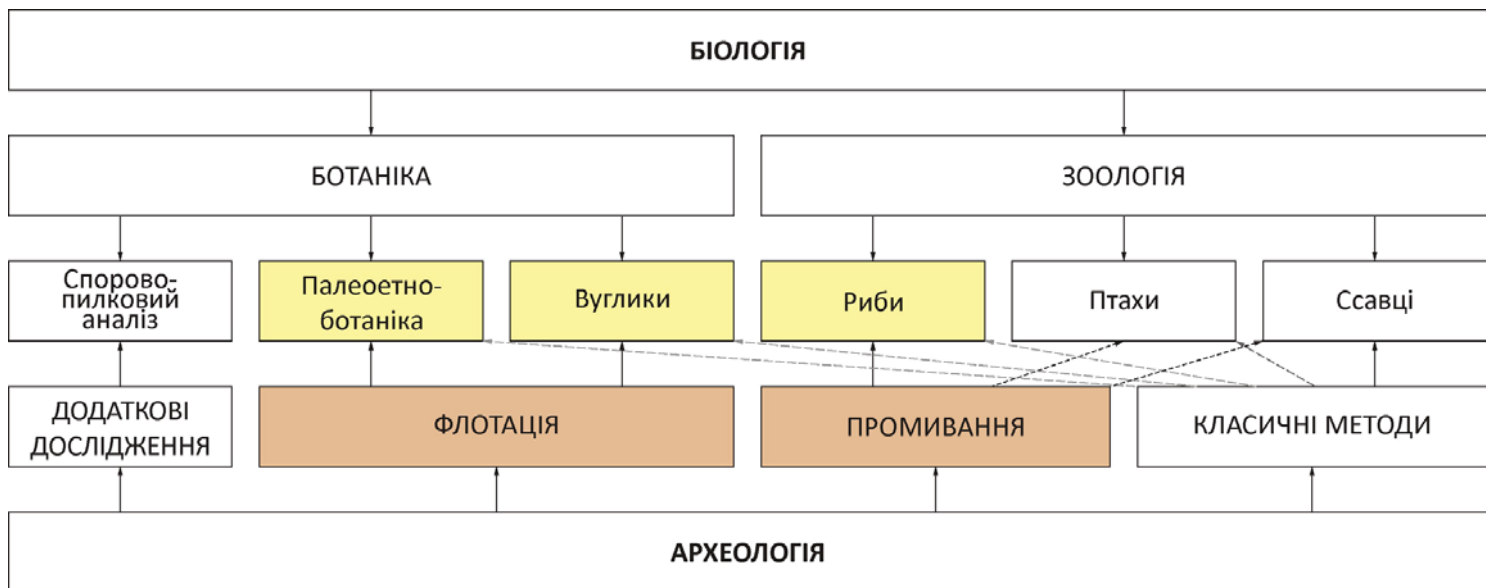 БІОЛОГІЯ
БОТАНІКА
ЗООЛОГІЯ
Спорово-
пилковий
аналіз
Палеоетно-
ботаніка
Вуглики
Риби
Птахи
Ссавці
ДОДАТКОВІ
ДОСЛІДЖЕННЯ
ФЛОТАЦІЯ
ПРОМИВАННЯ
КЛАСИЧНІ МЕТОДИ
АРХЕОЛОГІЯ